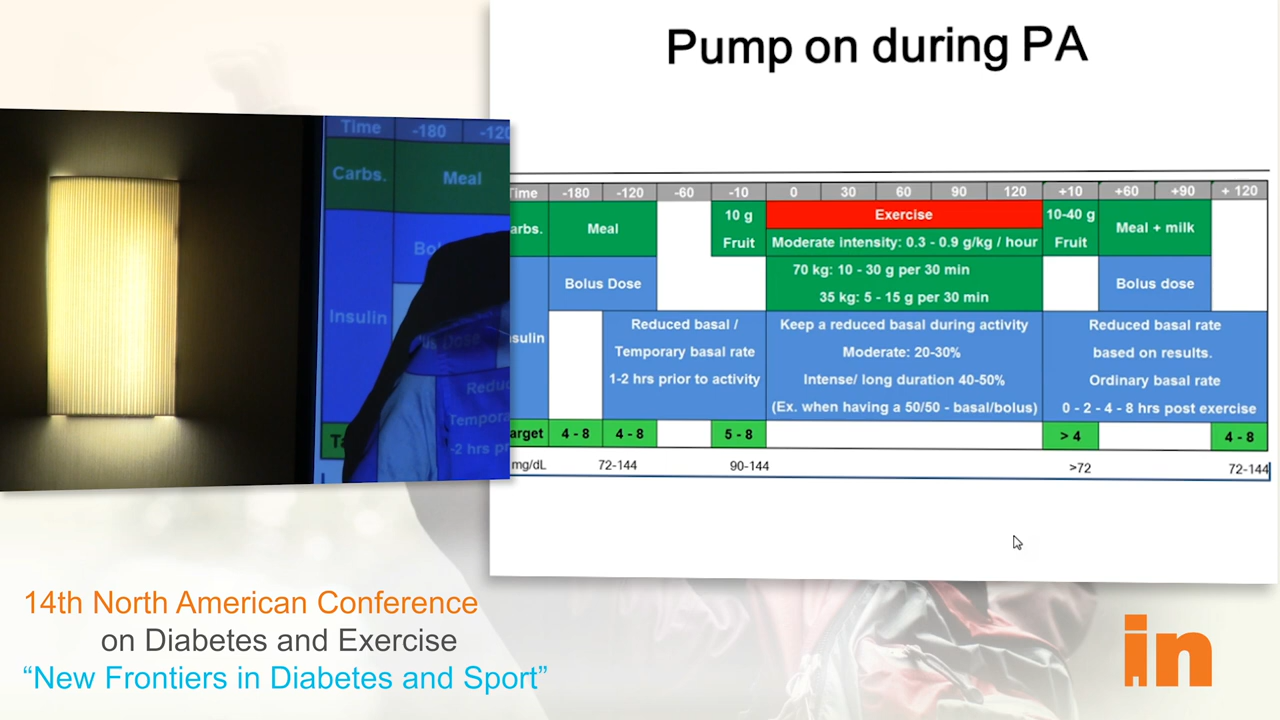 Pump on during PA
Time -180 -120
Carbs. Meal
Insulin
ime -180 -120 -60 -10 0 30 60 90 120 +10 +60 +90 + 120
arbs. Meal 10 g Fruit Exercise 10-40 g Fruit Meal + milk
Moderate intensity: 0.3 - 0.9 g/kg / hour
Bolus Dose 70 kg: 10 - 30 g per 30 min Bolus dose
35 kg: 5 - 15 g per 30 min
sulin Reduced basal / Keep a reduced basal during activity Reduced basal rate
Temporary basal rate Moderate: 20-30% based on results.
1-2 hrs prior to activity Intense/ long duration 40-50% Ordinary basal rate
(Ex. when having a 50/50 - basal/bolus) 0 - 2 - 4 - 8 hrs post exercise
arget 4 - 8 4 - 8 5 - 8 > 4 4 - 8
mg/dL 72-144 90-144 >72 72-144
14th North American Conference
on Diabetes and Exercise
“New Frontiers in Diabetes and Sport”
in